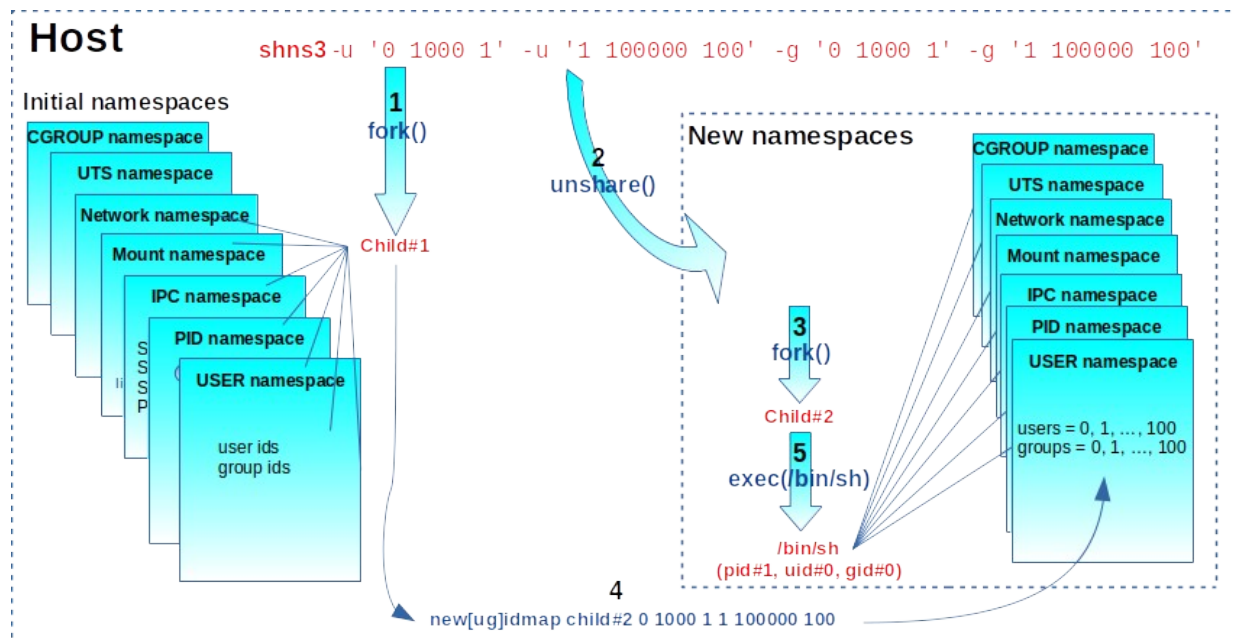 Host
shns3 -u '0 1000 1' -u '1 100000 100' -g '0 1000 1' -g '1 100000 100'
Initial namespaces
CGROUP namespace
UTS namespace
Network namespace
Mount namespace
IPC namespace
PID namespace
S
S
S
P
li
USER namespace
user ids
group ids
1
fork()
Child#1
2
unshare()
New namespaces
CGROUP namespace
UTS namespace
Network namespace
Mount namespace
IPC namespace
PID namespace
USER namespace
users = 0, 1, ..., 100
groups = 0, 1, ..., 100
3
fork()
Child#2
5
exec(/bin/sh)
/bin/sh
(pid#1, uid#0, gid#0)
4
new[ug]idmap child#2 0 1000 1 1 100000 100